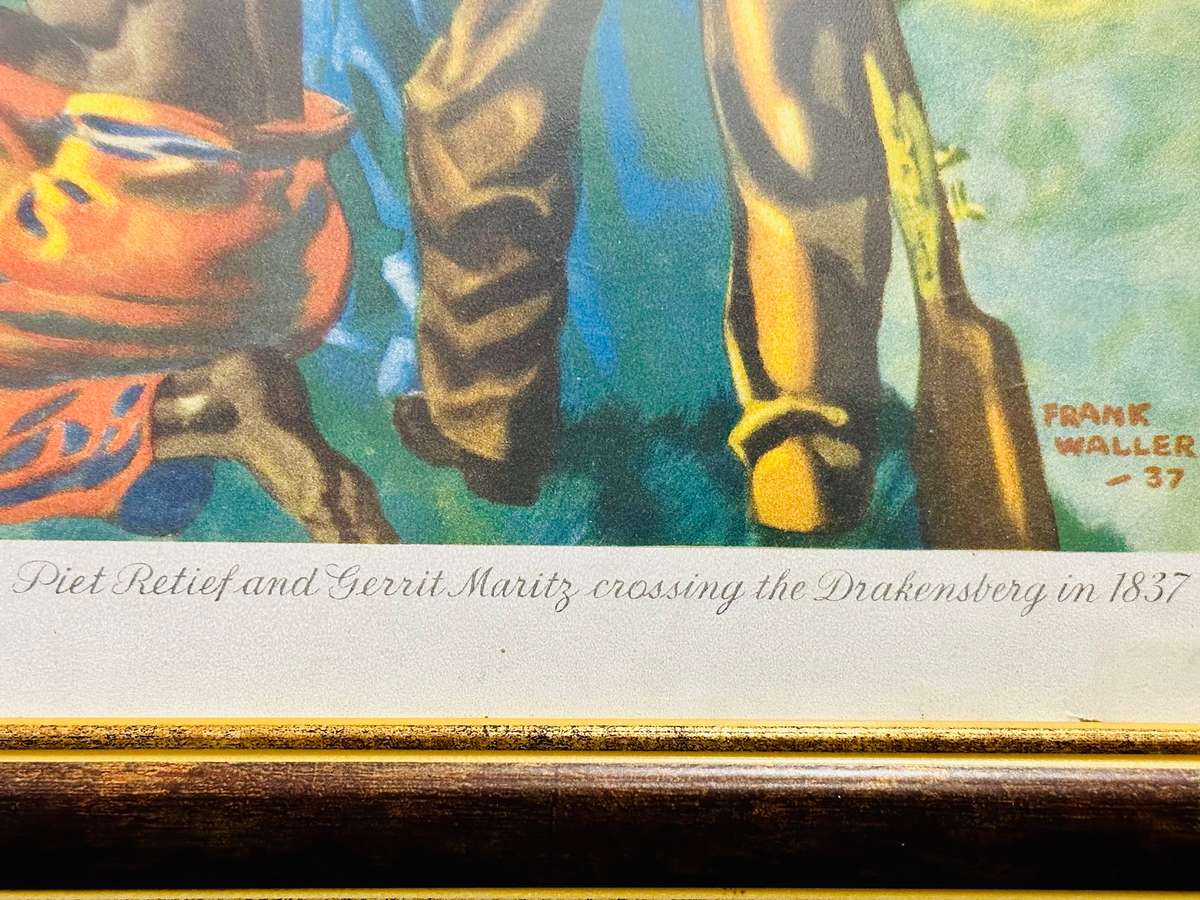 FRANK
WALLER
- 37
Piet Retief and Gerrit Maritz crossing the Drakensberg in 1837